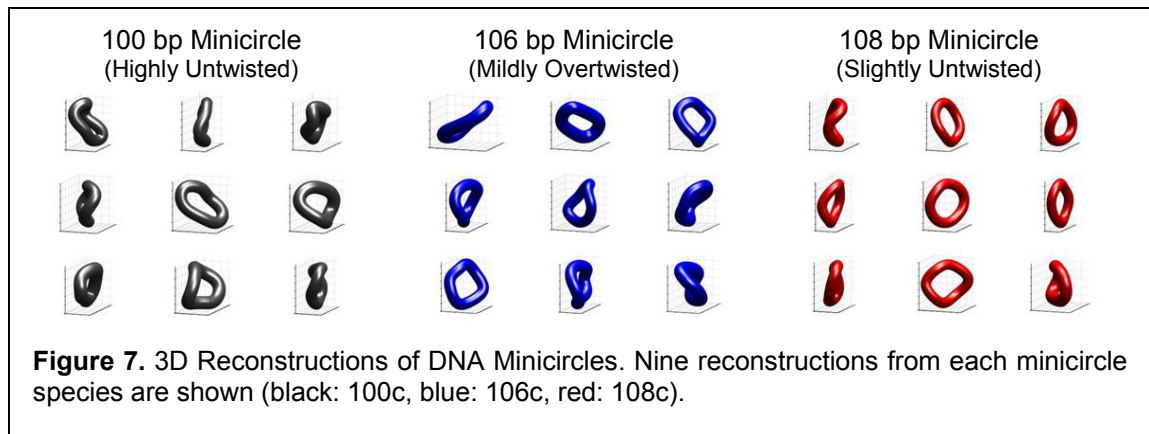 100 bp Minicircle
(Highly Untwisted)
106 bp Minicircle
(Mildly Overtwisted)
108 bp Minicircle
(Slightly Untwisted)
Figure 7. 3D Reconstructions of DNA Minicircles. Nine reconstructions from each minicircle
species are shown (black: 100c, blue: 106c, red: 108c).